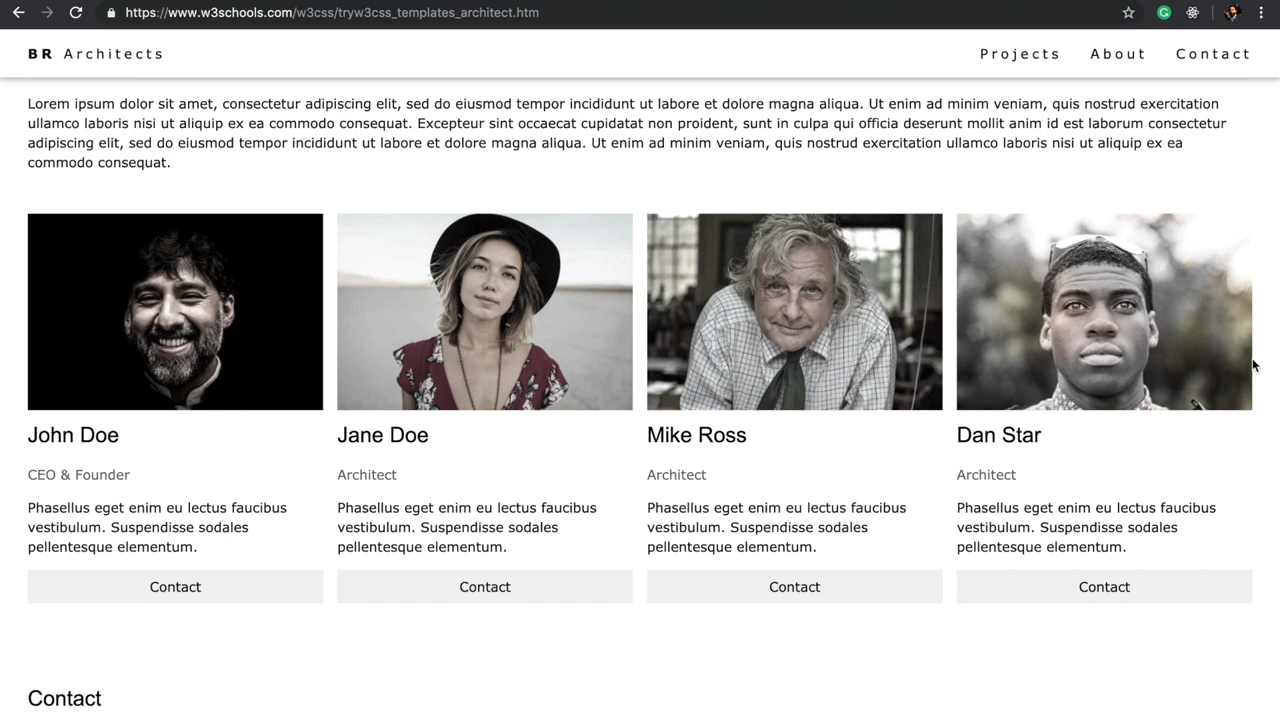 https://www.w3schools.com/w3css/tryw3css_templates_architect.htm
BR Architects
Projects About Contact
Lorem ipsum dolor sit amet, consectetur adipiscing elit, sed do eiusmod tempor incididunt ut labore et dolore magna aliqua. Ut enim ad minim veniam, quis nostrud exercitation
ullamco laboris nisi ut aliquip ex ea commodo consequat. Excepteur sint occaecat cupidatat non proident, sunt in culpa qui officia deserunt mollit anim id est laborum consectetur
adipiscing elit, sed do eiusmod tempor incididunt ut labore et dolore magna aliqua. Ut enim ad minim veniam, quis nostrud exercitation ullamco laboris nisi ut aliquip ex ea
commodo consequat.
John Doe
CEO & Founder
Phasellus eget enim eu lectus faucibus
vestibulum. Suspendisse sodales
pellentesque elementum.
Contact
Jane Doe
Architect
Phasellus eget enim eu lectus faucibus
vestibulum. Suspendisse sodales
pellentesque elementum.
Contact
Mike Ross
Architect
Phasellus eget enim eu lectus faucibus
vestibulum. Suspendisse sodales
pellentesque elementum.
Contact
Dan Star
Architect
Phasellus eget enim eu lectus faucibus
vestibulum. Suspendisse sodales
pellentesque elementum.
Contact
Contact